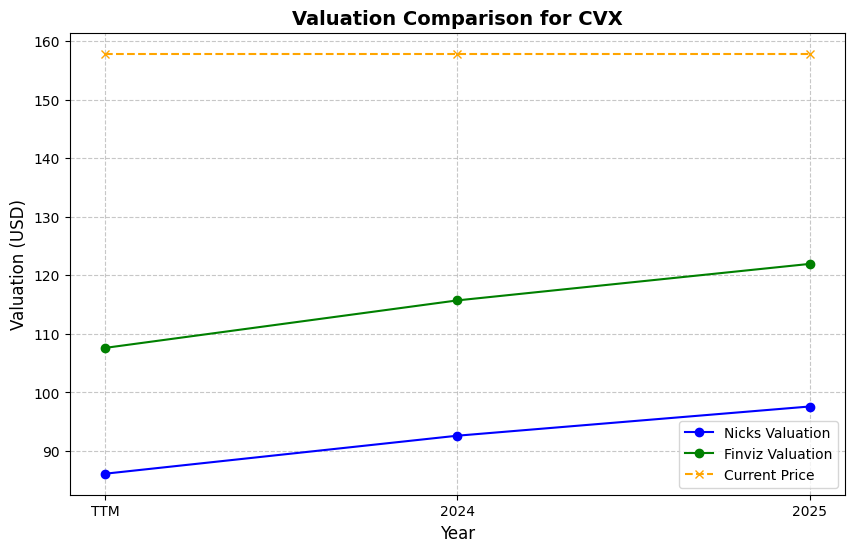 Valuation Comparison for CVX
Valuation (USD)
160
150
140
130
120
110
100
90
TTM
2024
2025
Year
Nicks Valuation
Finviz Valuation
Current Price